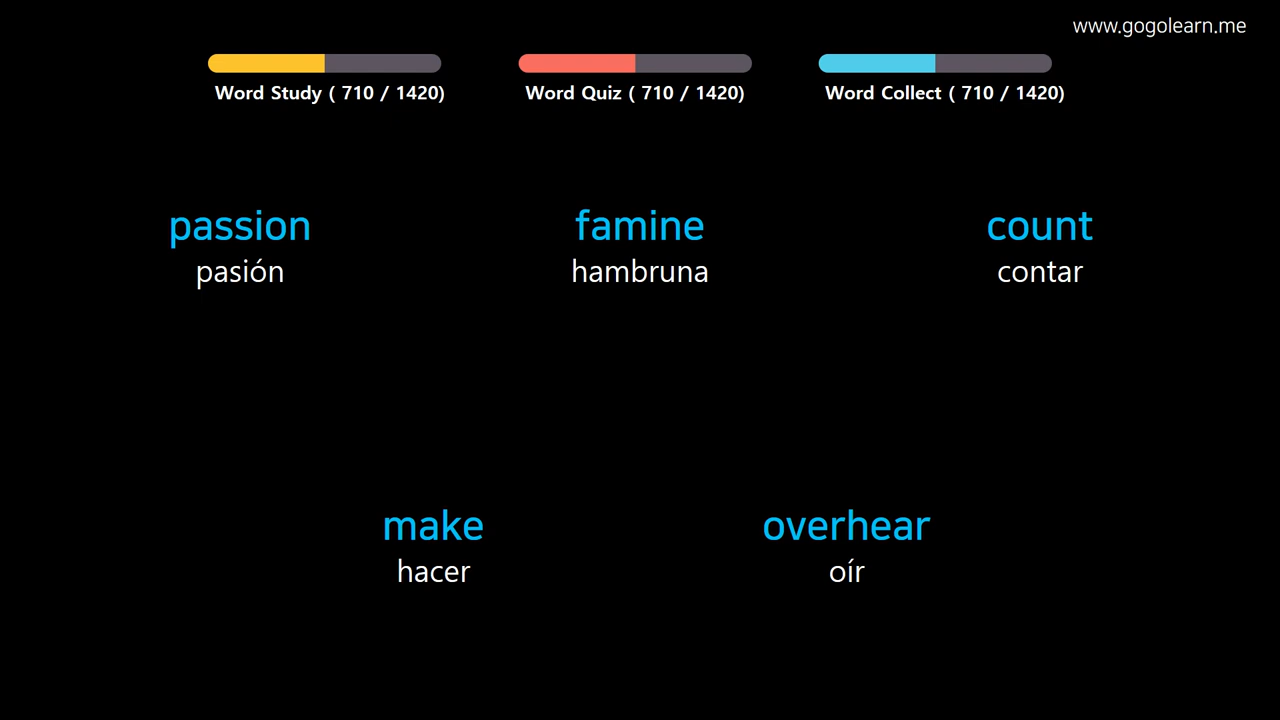 www.gogolearn.me
Word Study ( 710 / 1420)
Word Quiz ( 710 / 1420)
Word Collect ( 710 / 1420)
passion
pasión
famine
hambruna
count
contar
make
hacer
overhear
oír